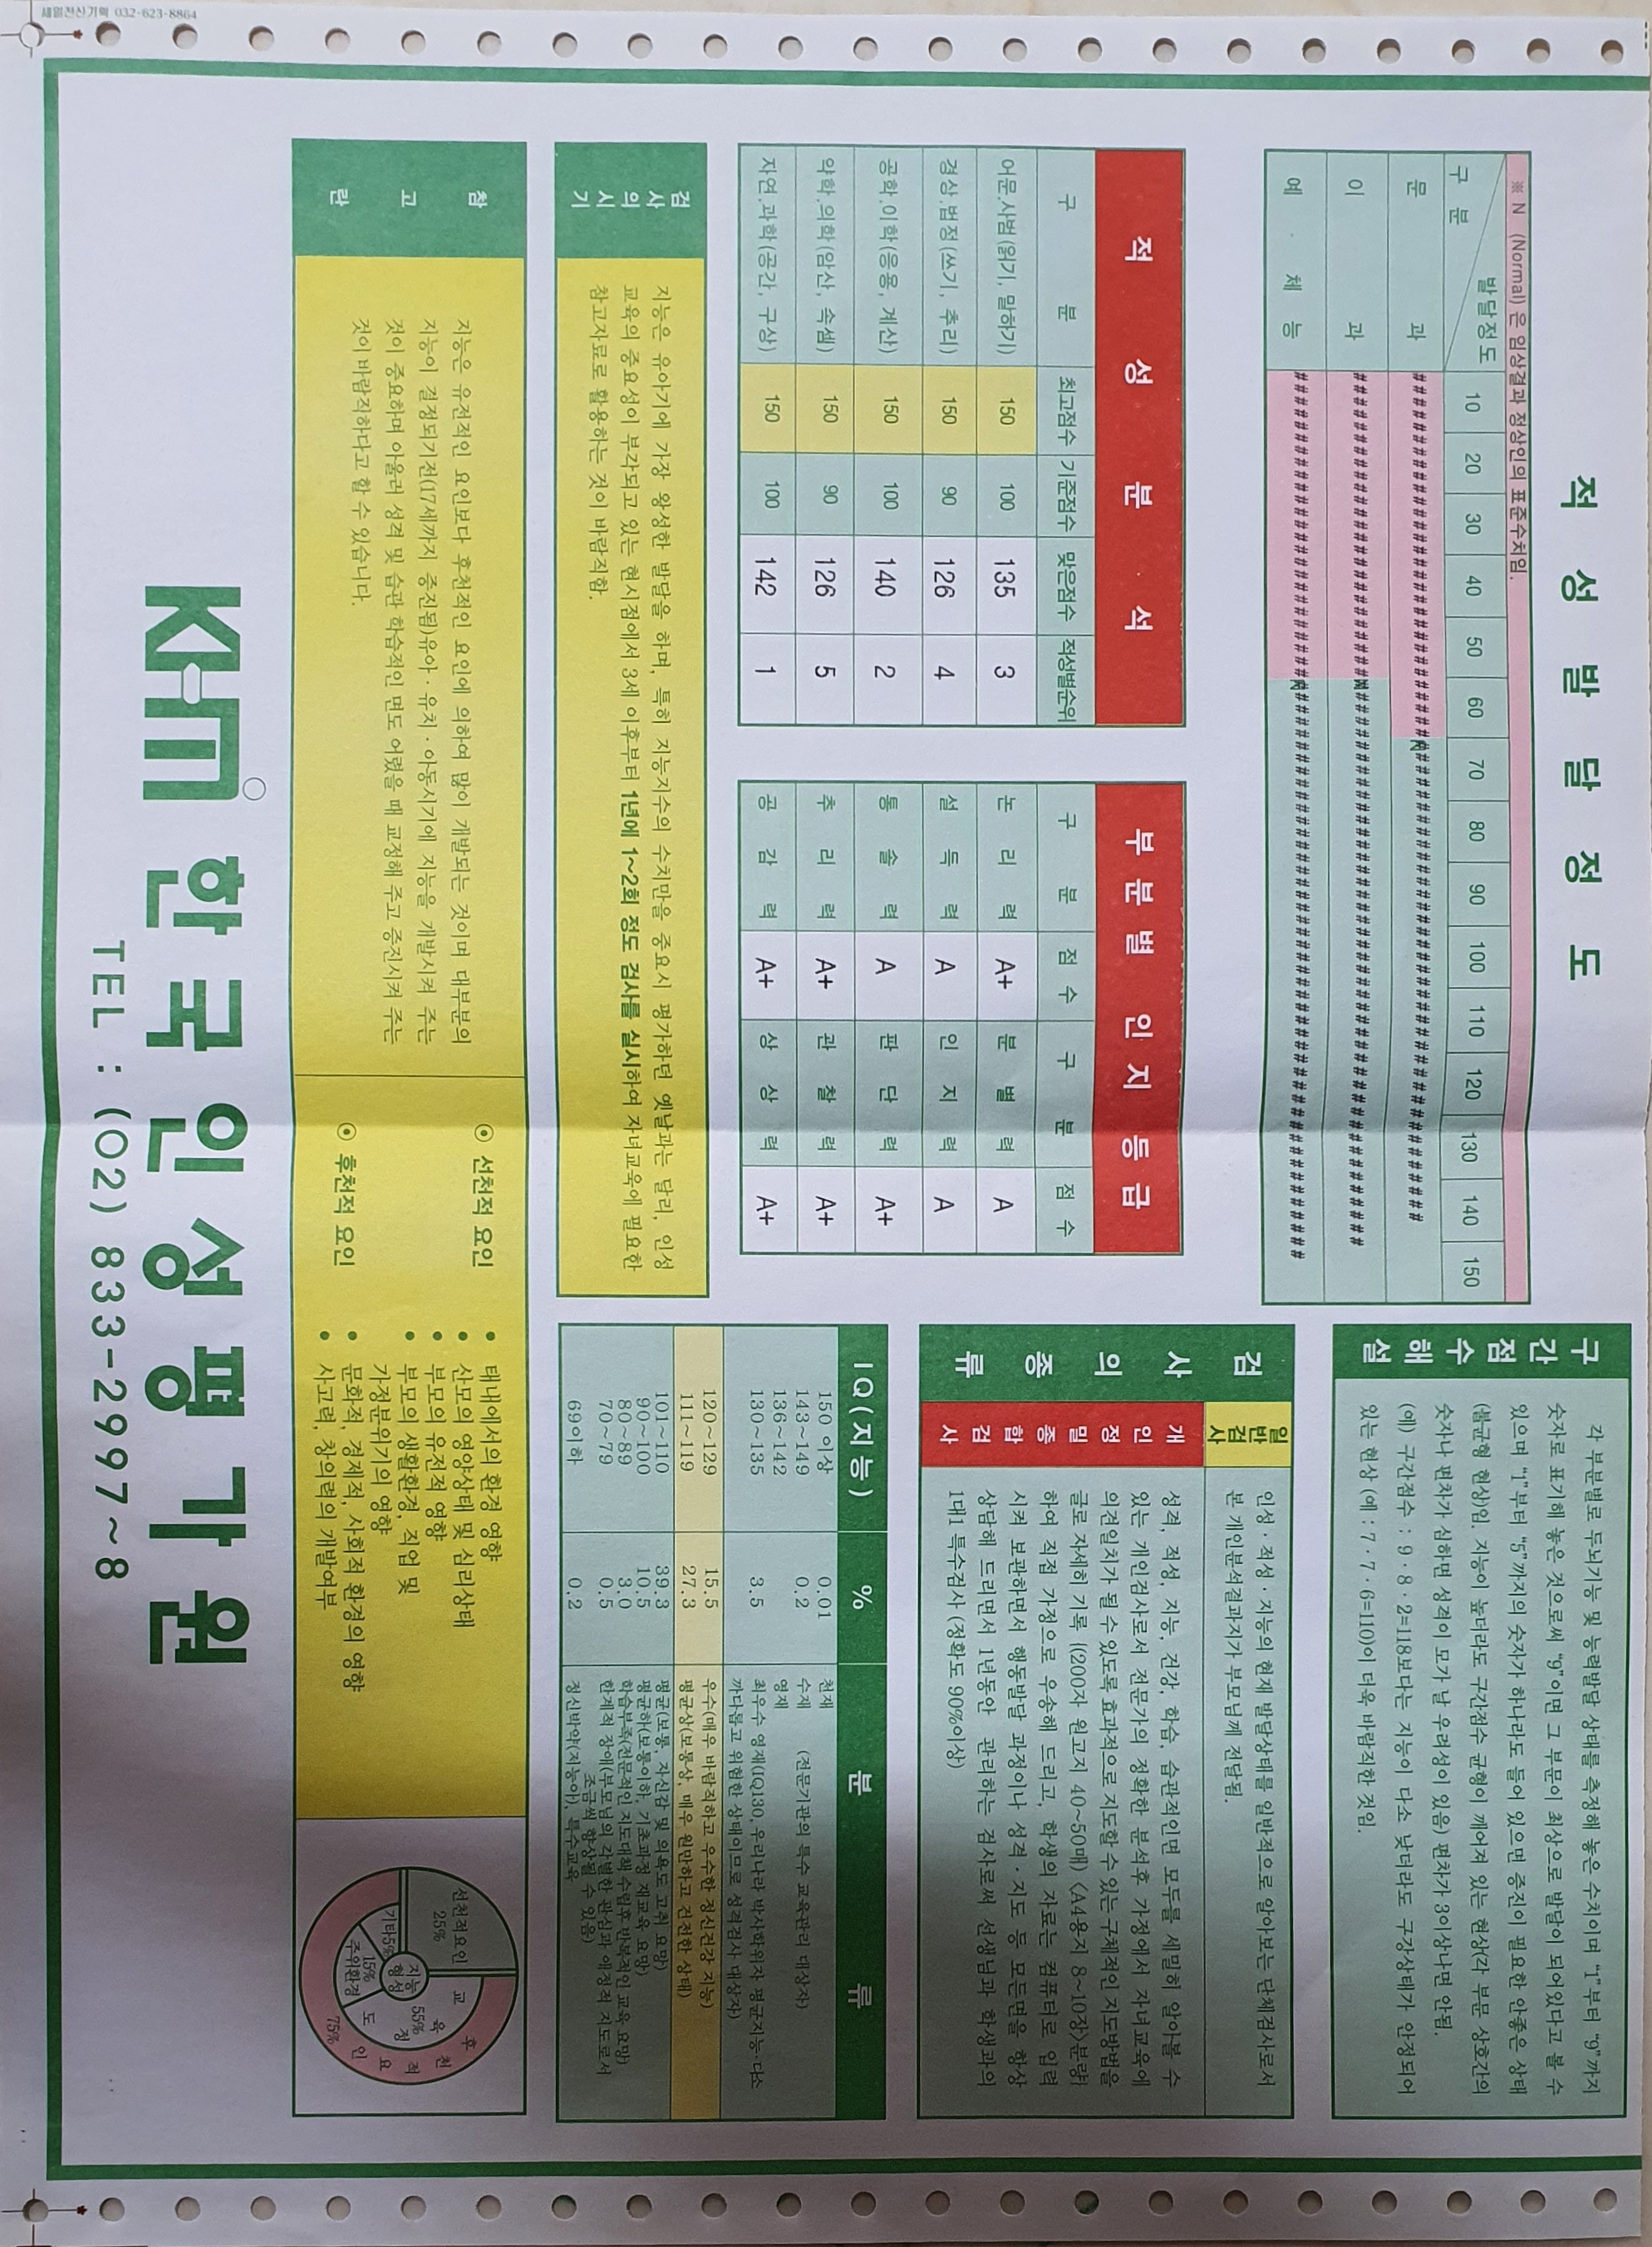 새일전산기획 032-623-8864
적성발달정도
※ N (Normal) 은 임상결과 정상인의 표준수치임.
구분 발달정도 10 20 30 40 50 60 70 80 90 100 110 120 130 140 150
문과
이과
예·체능
구간점수해설
각 부분별로 두뇌기능 및 능력발달 상태를 측정해 놓은 수치이며 "1"부터 "9"까지
숫자로 표기해 놓은 것으로써 "9"이면 그 부문이 최상으로 발달이 되어있다고 볼 수
있으며 "1"부터 "5"까지의 숫자가 하나라도 들어 있으면 증진이 필요한 안좋은 상태
(불균형 현상)임. 지능이 높더라도 구간점수 균형이 깨어져 있는 현상(각 부문 상호간의
숫자나 편차가 심하면 성격이 모가 날 우려성이 있음) 편차가 3이상나면 안됨.
(예) 구간점수 : 9 · 8 · 2=118보다는 지능이 다소 낮더라도 구강상태가 안정되어
있는 현상 (예 : 7 · 7 · 6=110)이 더욱 바람직한 것임.
적성분석
구분 최고점수 기준점수 맞은점수 적성별순위
어문.사범(읽기, 말하기) 150 100 135 3
경상.법정(쓰기, 추리) 150 90 126 4
공학.이학(응용, 계산) 150 100 140 2
약학.의학(암산, 속셈) 150 90 126 5
자연.과학(공간, 구상) 150 100 142 1
부분별 인지등급
구분 점수 구분 점수
논리력 A+ 분별력 A
설득력 A 인지력 A
통솔력 A 판단력 A+
추리력 A+ 관찰력 A+
공감력 A+ 상상력 A+
검사의종류
일반검사
인성 · 적성 · 지능의 현재 발달상태를 일반적으로 알아보는 단체검사로서
본 개인분석결과지가 부모님께 전달됨.
개인정밀종합검사
성격, 적성, 지능, 건강, 학습, 습관적인면 모두를 세밀히 알아볼 수
있는 개인검사로서 전문가의 정확한 분석후 가정에서 자녀교육에
의견일치가 될 수 있도록 효과적으로 지도할 수 있는 구체적인 지도방법을
글로 자세히 기록 {(200자 원고지 40~50매) 〈A4용지 8~10장〉분량}
하여 직접 가정으로 우송해 드리고, 학생의 자료는 컴퓨터로 입력
시켜 보관하면서 행동발달 과정이나 성격 · 지도 등 모든면을 항상
상담해 드리면서 1년동안 관리하는 검사로써 선생님과 학생과의
1대1 특수검사 (정확도 90%이상)
검사의시기
지능은 유아기에 가장 왕성한 발달을 하며, 특히 지능지수의 수치만을 중요시 평가하던 옛날과는 달리, 인성
교육의 중요성이 부각되고 있는 현시점에서 3세 이후부터 1년에 1~2회 정도 검사를 실시하여 자녀교육에 필요한
참고자료로 활용하는 것이 바람직함.
IQ(지능) % 분류
150 이상 0.01 천재
143~149 0.2 수재 (전문기관의 특수 교육관리 대상자)
136~142 영재
130~135 3.5 최우수 영재(IQ130,우리나라 박사학위자 평균지능·다소
까다롭고 위험한 상태이므로 성격검사 대상자)
120~129 15.5 우수(매우 바람직하고 우수한 정신건강 지능)
111~119 27.3 평균상(보통상, 매우 원만하고 건전한 상태)
101~110 39.3 평균(보통, 자신감 및 의욕도 고취 요망)
90~100 10.5 평균하(보통이하, 기초과정 재교육 요망)
80~89 3.0 학습부족(전문적인 지도대책 수립후 반복적인 교육 요망)
70~79 0.5 한계적 장애(부모님의 각별한 관심과 애정적 지도로서
조금씩 향상될 수 있음)
69이하 0.2 정신박약(저능아), 특수교육
참고란
지능은 유전적인 요인보다 후천적인 요인에 의하여 많이 개발되는 것이며 대부분의
지능이 결정되기전(17세까지 증진됨)유아 · 유치 · 아동시기에 지능을 개발시켜 주는
것이 중요하며 아울러 성격 및 습관 학습적인 면도 어렸을 때 교정해 주고 증진시켜 주는
것이 바람직하다고 할 수 있습니다.
⊙ 선천적 요인
• 태내에서의 환경 영향
• 산모의 영양상태 및 심리상태
• 부모의 유전적 영향
⊙ 후천적 요인
• 부모의 생활환경, 직업 및
가정분위기의 영향
• 문화적, 경제적, 사회적 환경의 영향
• 사고력, 창의력의 개발여부
선천적요인 25%
기타5%
주위환경 15%
지능형성
교육정도 55%
후천적요인 75%
KHm 한국인성평가원
TEL : (02) 833-2997~8